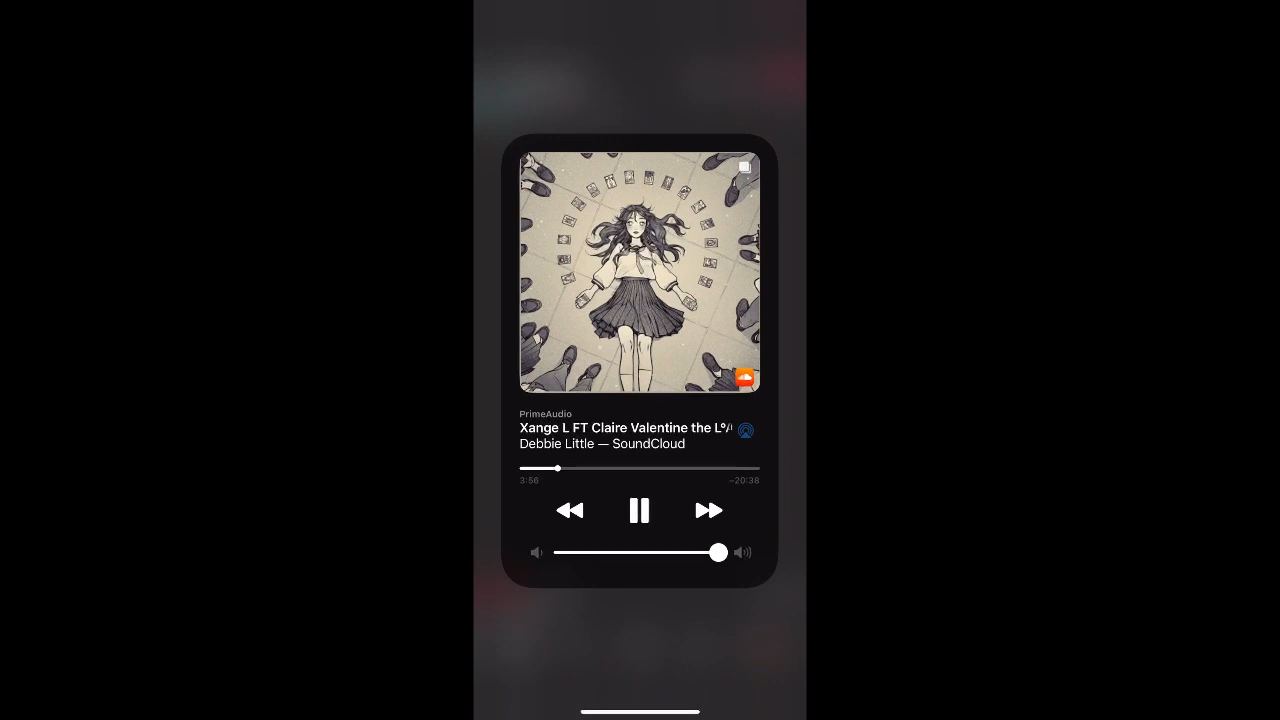 PrimeAudio
Xange L FT Claire Valentine the
Debbie Little — SoundCloud
3:56
–20:38